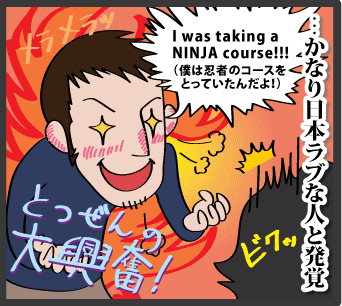 …かなり日本ラブな人と発覚
I was taking a
NINJA course!!!
(僕は忍者のコースを
とっていたんだよ!)
メラメラッ
とつぜんの
大興奮!
ビクッ